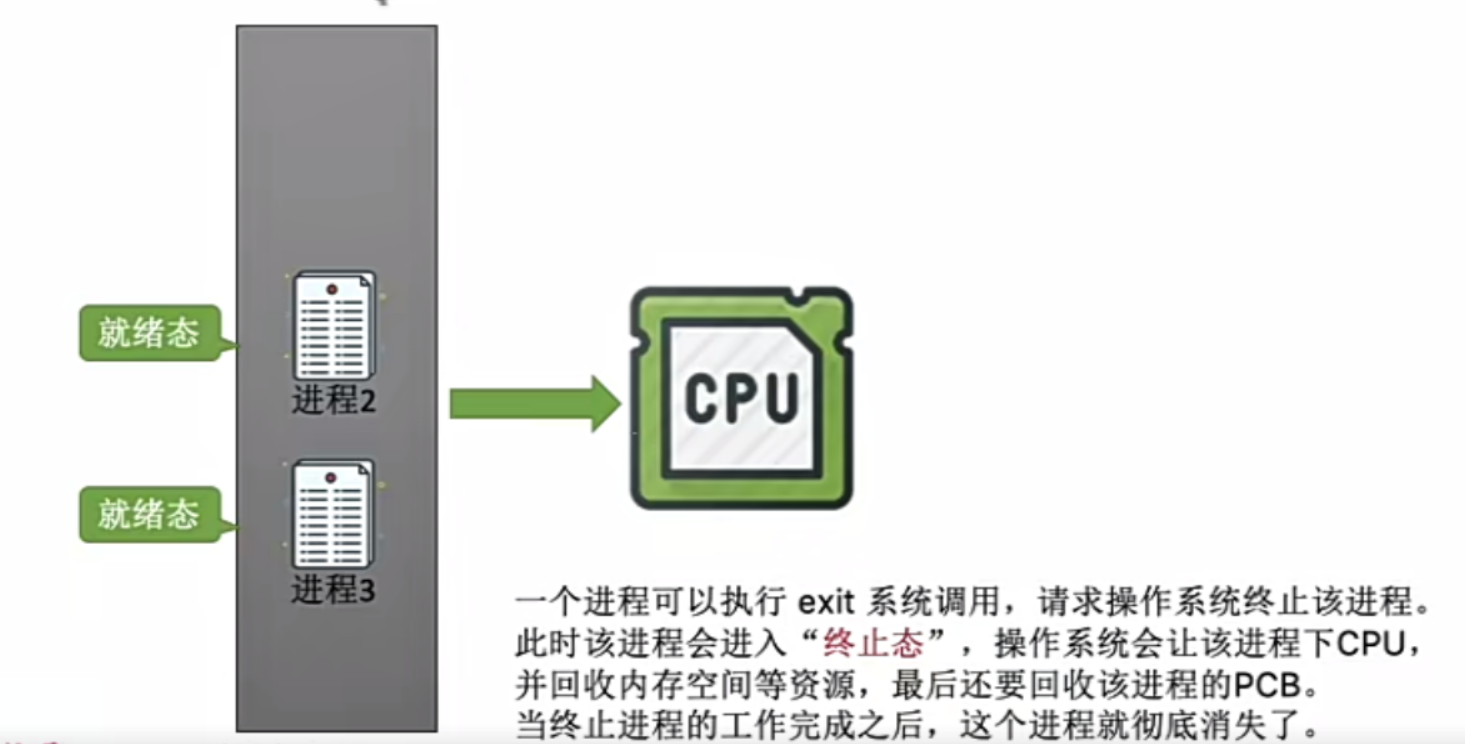 就绪态
进程2
CPU
就绪态
进程3
一个进程可以执行 exit 系统调用，请求操作系统终止该进程。
此时该进程会进入“终止态”，操作系统会让该进程下CPU，
并回收内存空间等资源，最后还要回收该进程的PCB。
当终止进程的工作完成之后，这个进程就彻底消失了。